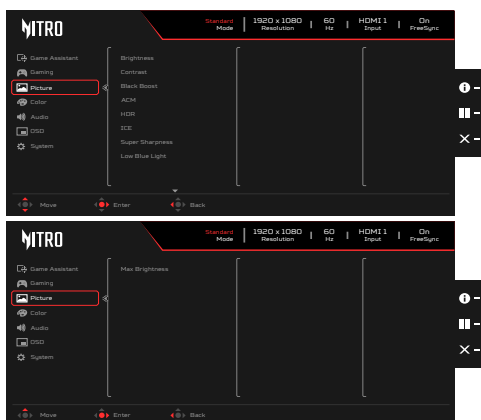 NITRO
Standard
Mode
1920 x 1080
Resolution
60
Hz
HDMI 1
Input
On
FreeSync
Game Assistant
Gaming
Picture
Color
Audio
OSD
System
Brightness
Contrast
Black Boost
ACM
HDR
ICE
Super Sharpness
Low Blue Light
Move
Enter
Back
NITRO
Standard
Mode
1920 x 1080
Resolution
60
Hz
HDMI 1
Input
On
FreeSync
Game Assistant
Gaming
Picture
Color
Audio
OSD
System
Max Brightness
Move
Enter
Back